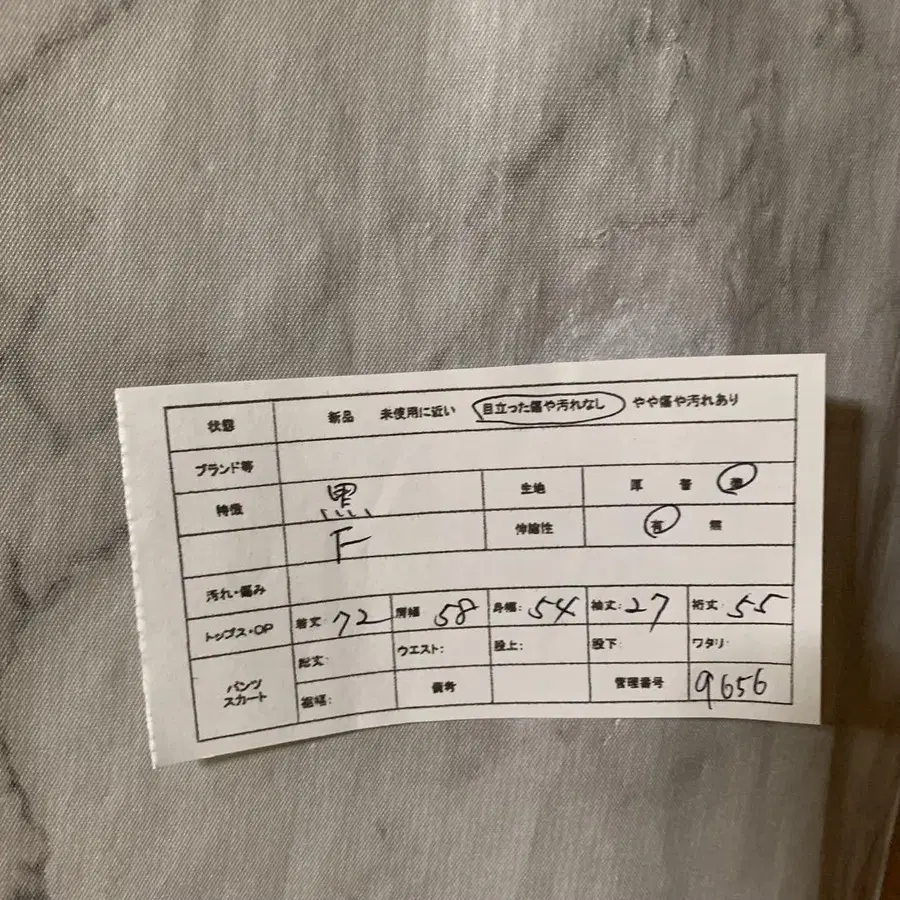 状態 新品 未使用に近い 目立った傷や汚れなし やや傷や汚れあり
ブランド等
特徴 黒 生地 厚 普 薄
F 伸縮性 有 無
汚れ・傷み
トップス・OP 着丈: 72 肩幅 58 身幅: 54 袖丈: 27 裄丈: 55
パンツ スカート 総丈: ウエスト: 股上: 股下: ワタリ:
裾幅: 備考 管理番号 9656